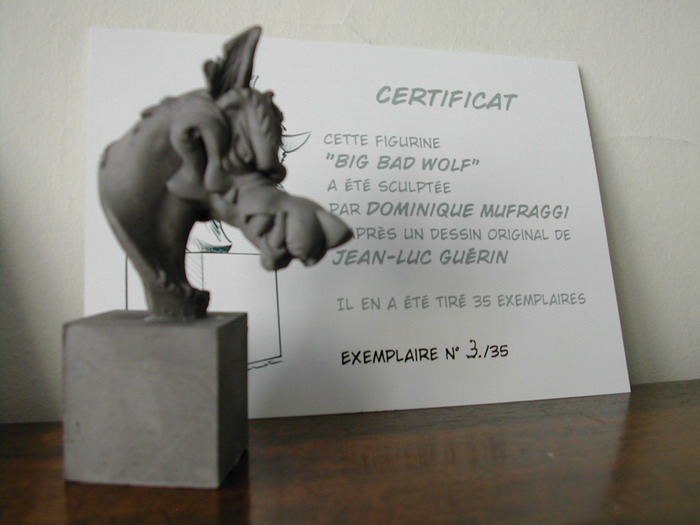 CERTIFICAT
CETTE FIGURINE
"BIG BAD WOLF"
A ÉTÉ SCULPTÉE
PAR DOMINIQUE MUFRAGGI
APRÈS UN DESSIN ORIGINAL DE
JEAN-LUC GUÉRIN
IL EN A ÉTÉ TIRÉ 35 EXEMPLAIRES
EXEMPLAIRE N° 3./35